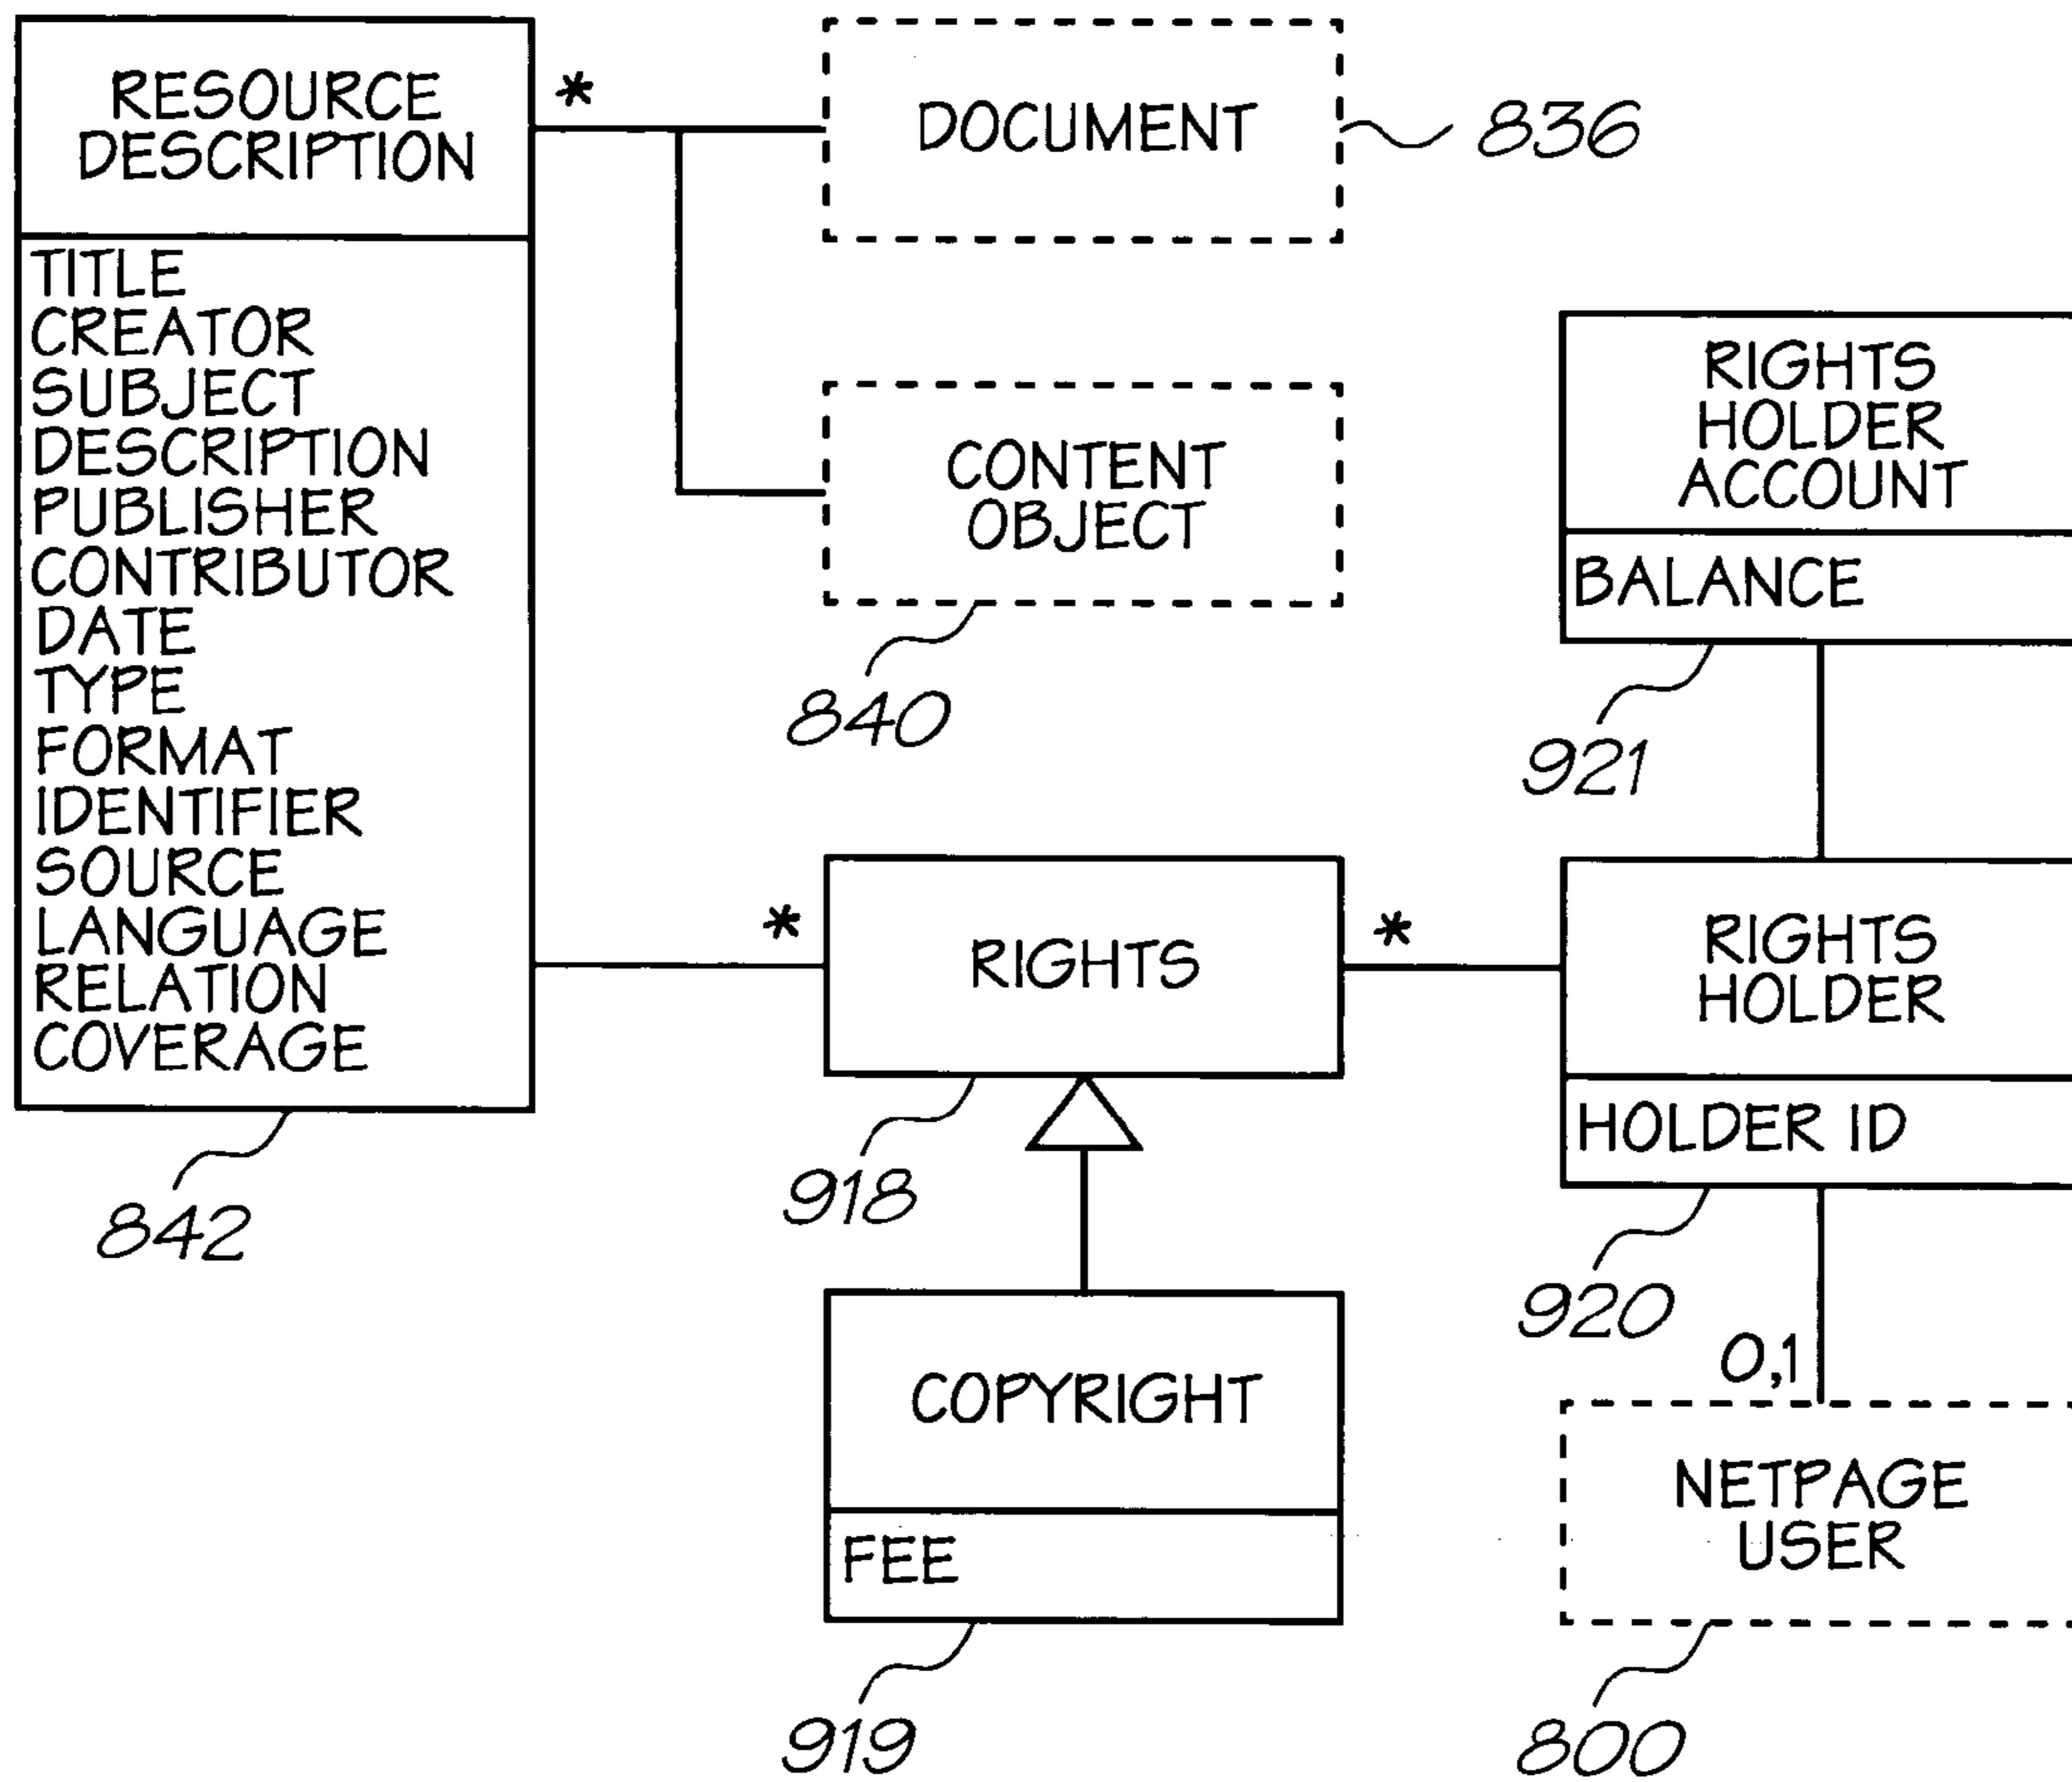 RESOURCE
DESCRIPTION
*
TITLE
CREATOR
SUBJECT
DESCRIPTION
PUBLISHER
CONTRIBUTOR
DATE
TYPE
FORMAT
IDENTIFIER
SOURCE
LANGUAGE
RELATION
COVERAGE
842
DOCUMENT
836
CONTENT
OBJECT
840
RIGHTS
HOLDER
ACCOUNT
BALANCE
921
*
RIGHTS
*
918
RIGHTS
HOLDER
HOLDER ID
920
COPYRIGHT
FEE
919
0,1
NETPAGE
USER
800